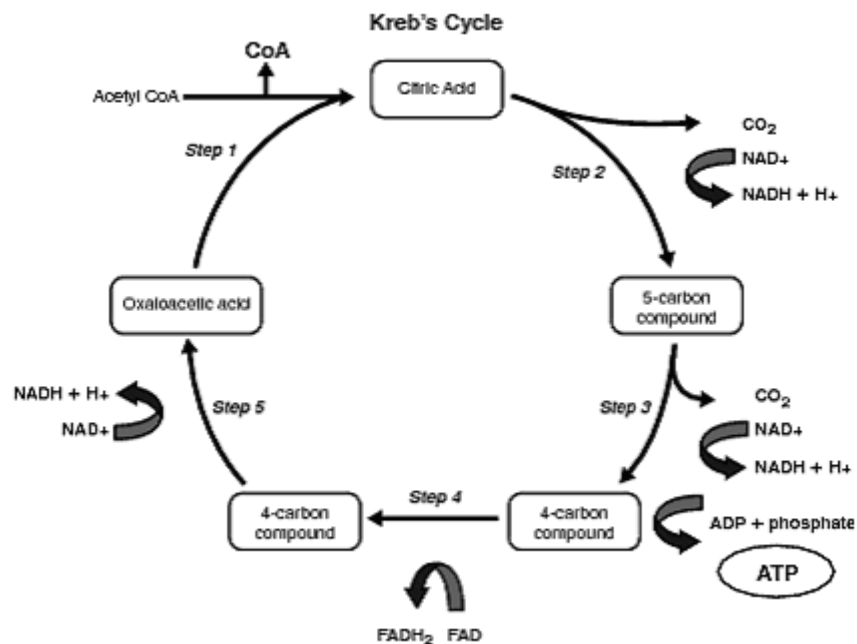 Kreb's Cycle
CoA
Acetyl CoA
Citric Acid
Step 1
Step 2
CO₂
NAD+
NADH + H+
Oxaloacetic acid
5-carbon
compound
NADH + H+
NAD+
Step 5
Step 3
CO₂
NAD+
NADH + H+
4-carbon
compound
Step 4
4-carbon
compound
ADP + phosphate
ATP
FADH₂ FAD